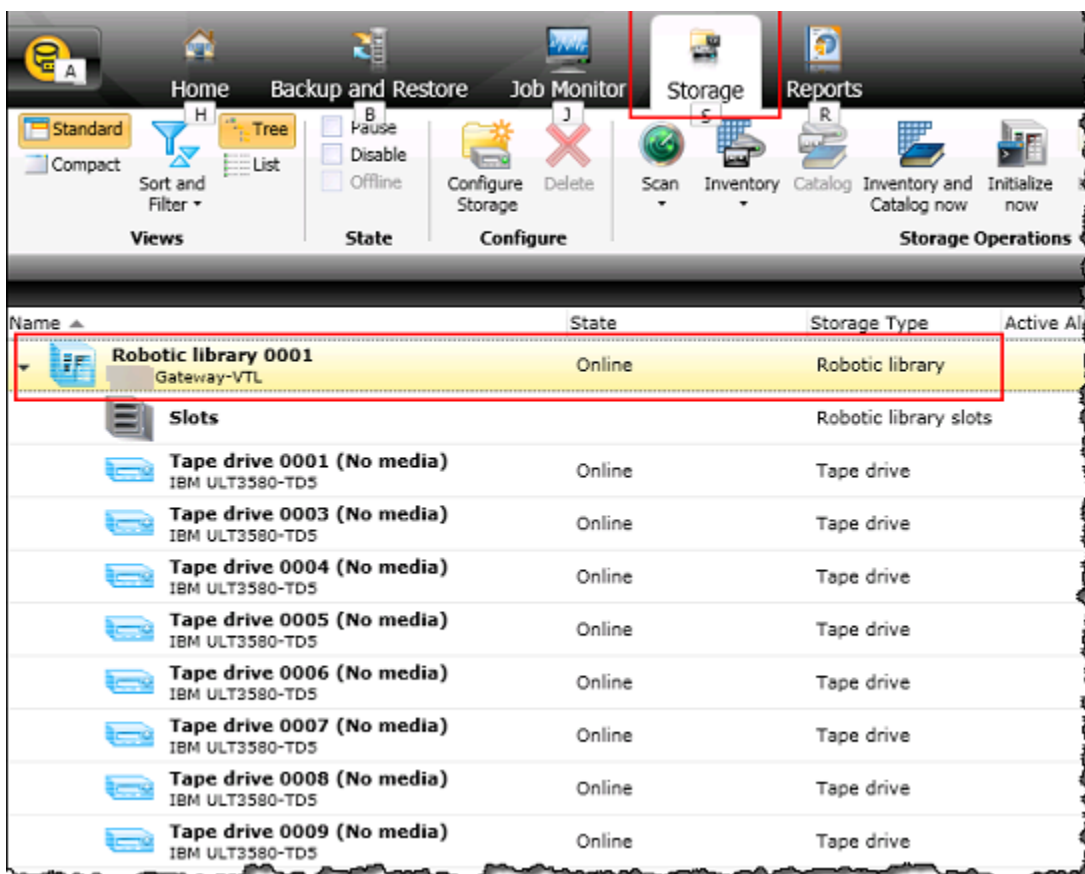 A
Home Backup and Restore Job Monitor Storage Reports
H B J S R
Standard Tree Pause
Compact List Disable
Offline
Sort and Filter
Configure Storage
Delete
Scan
Inventory
Catalog
Inventory and Catalog now
Initialize now
Views State Configure Storage Operations
Name State Storage Type Active
Robotic library 0001 Online Robotic library
Gateway-VTL
Slots Robotic library slots
Tape drive 0001 (No media) Online Tape drive
IBM ULT3580-TD5
Tape drive 0003 (No media) Online Tape drive
IBM ULT3580-TD5
Tape drive 0004 (No media) Online Tape drive
IBM ULT3580-TD5
Tape drive 0005 (No media) Online Tape drive
IBM ULT3580-TD5
Tape drive 0006 (No media) Online Tape drive
IBM ULT3580-TD5
Tape drive 0007 (No media) Online Tape drive
IBM ULT3580-TD5
Tape drive 0008 (No media) Online Tape drive
IBM ULT3580-TD5
Tape drive 0009 (No media) Online Tape drive
IBM ULT3580-TD5